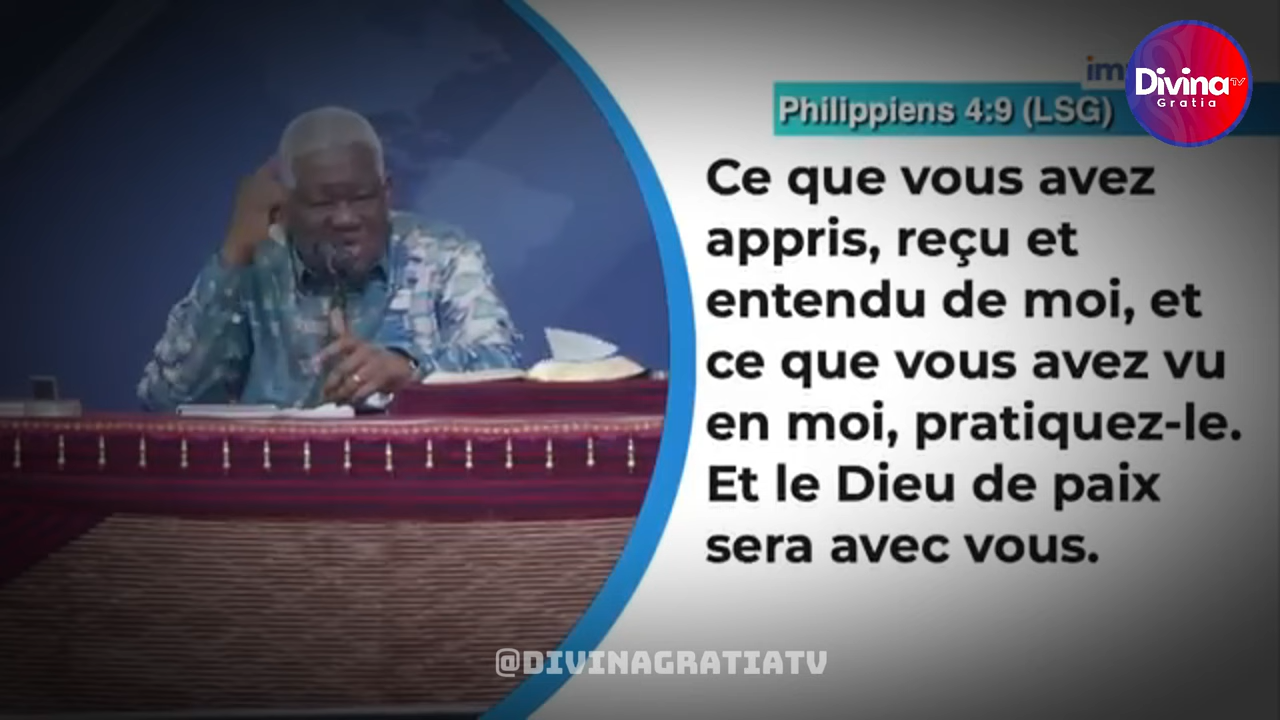 Divina TV
Gratia
Philippiens 4:9 (LSG)
Ce que vous avez
appris, reçu et
entendu de moi, et
ce que vous avez vu
en moi, pratiquez-le.
Et le Dieu de paix
sera avec vous.
@DIVINAGRATIATV